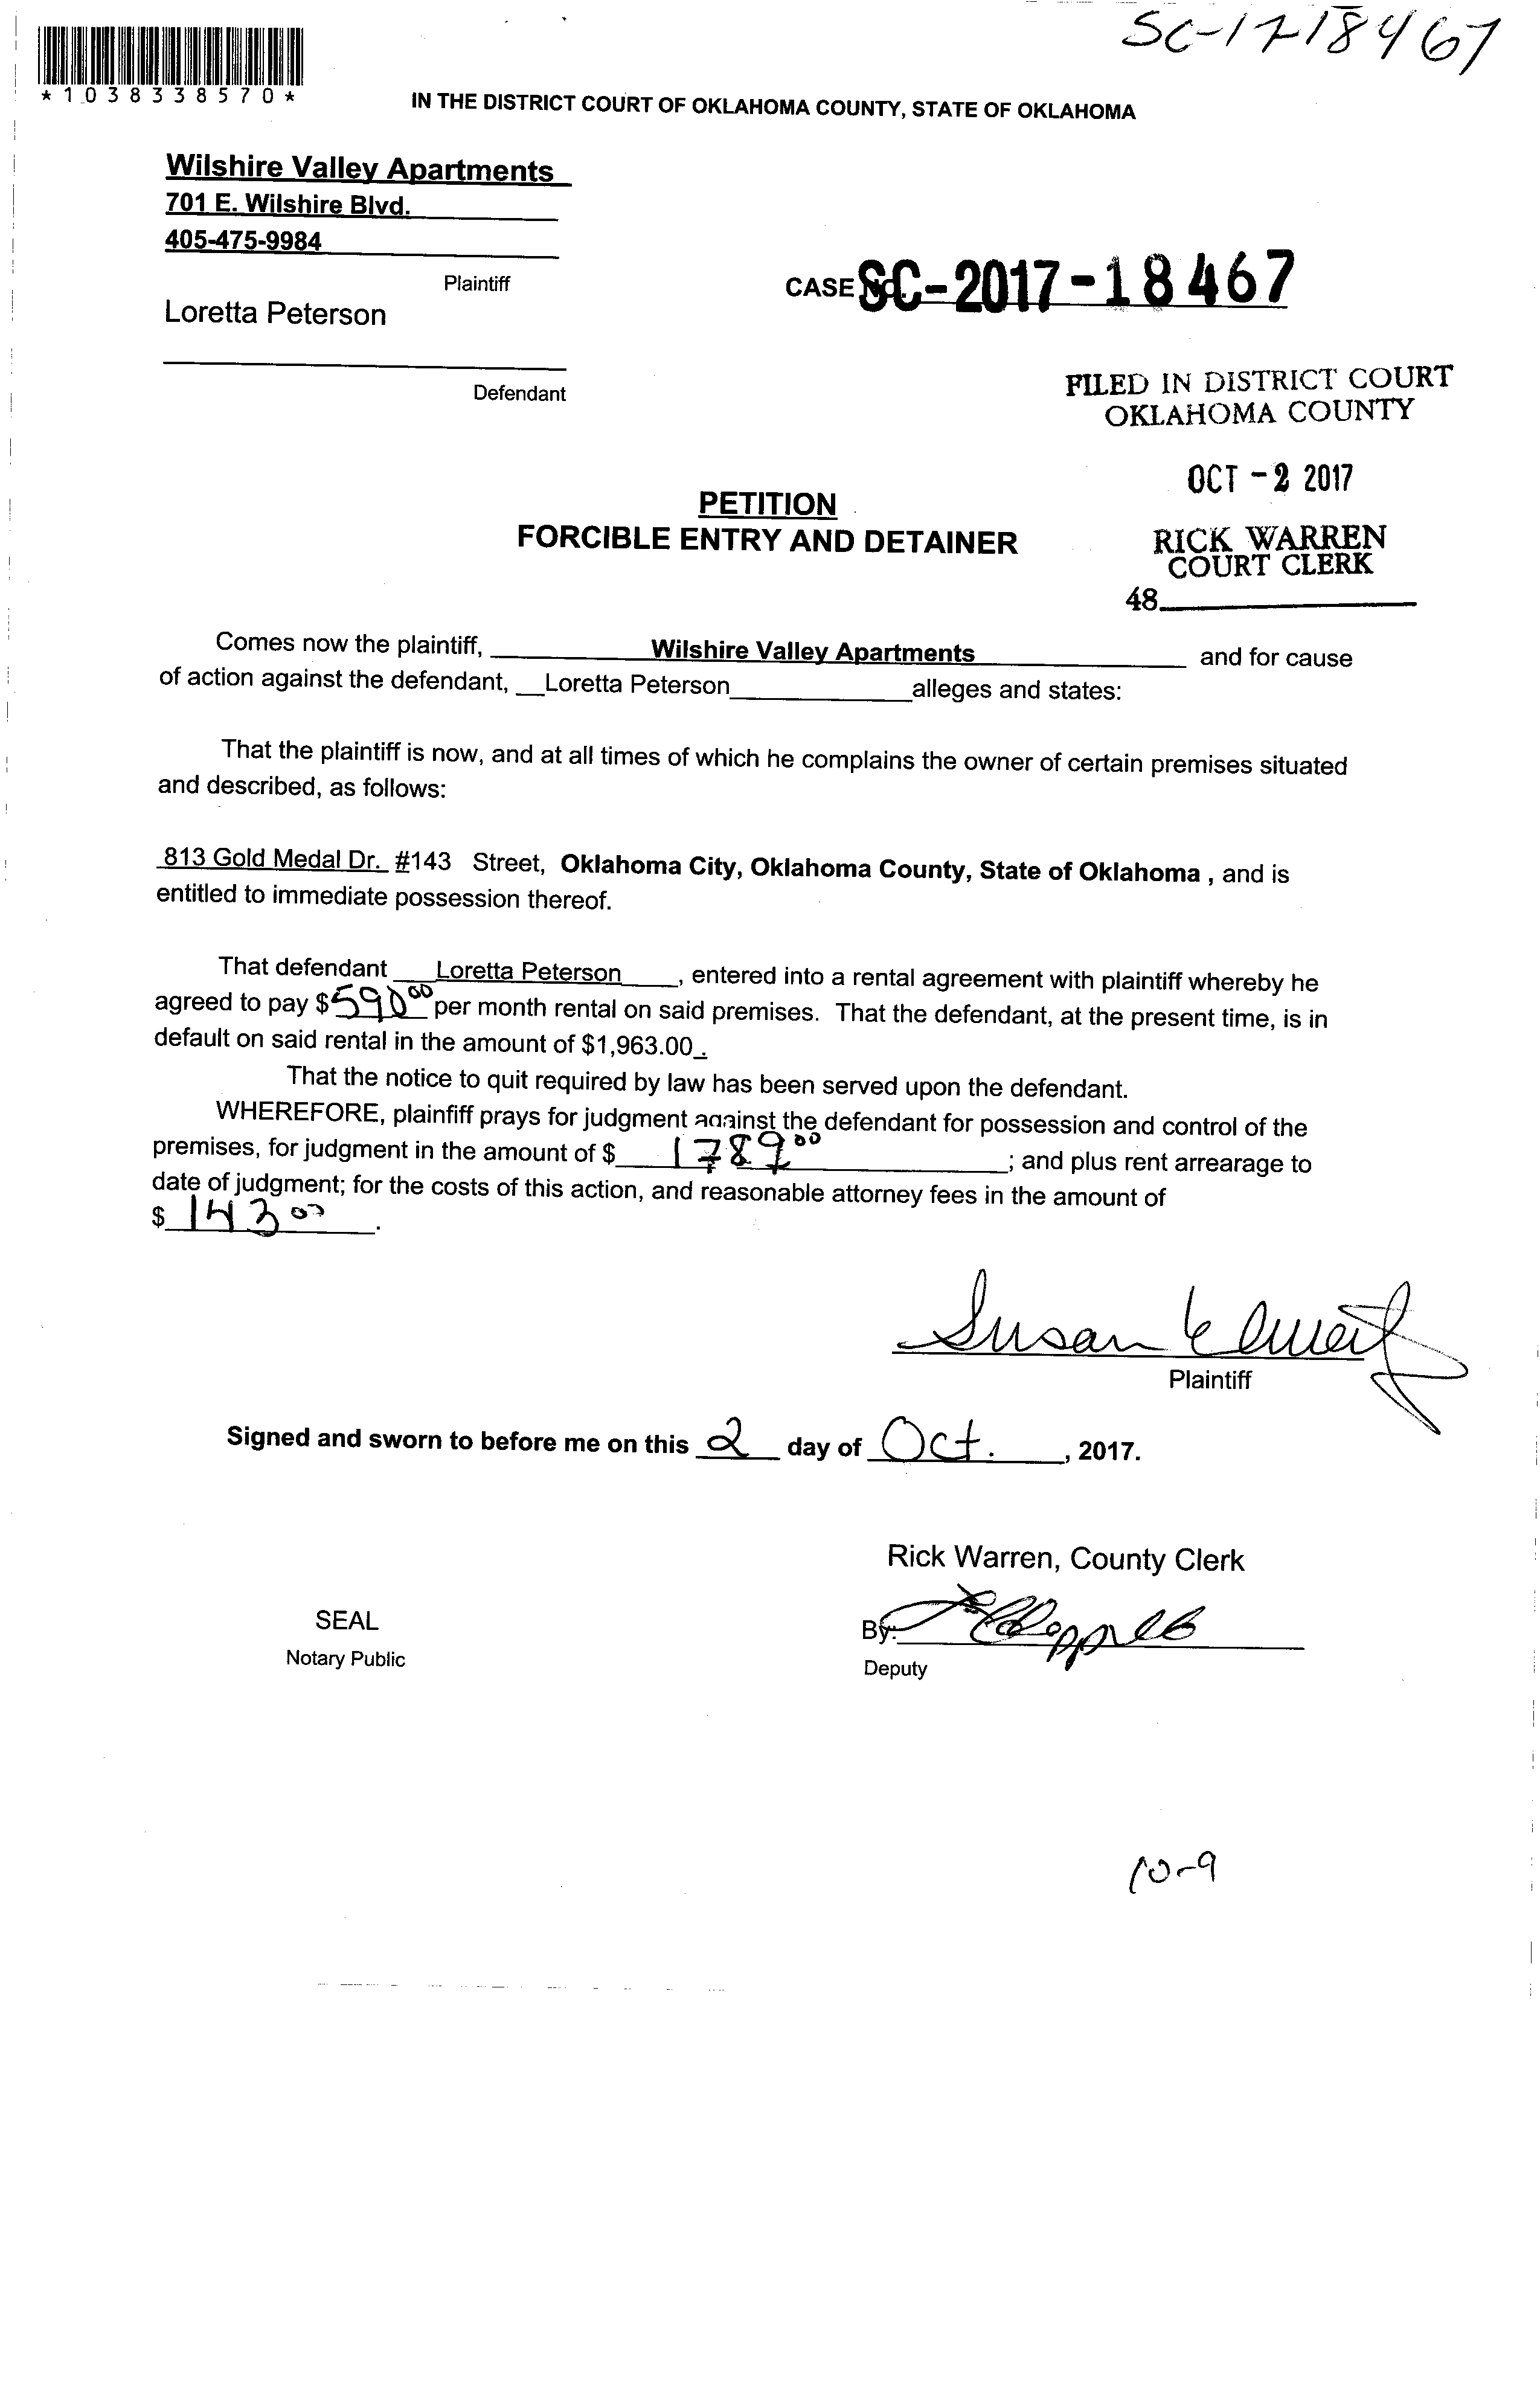 SC-1718467
*1038338570*
IN THE DISTRICT COURT OF OKLAHOMA COUNTY, STATE OF OKLAHOMA
Wilshire Valley Apartments
701 E. Wilshire Blvd.
405-475-9984
Plaintiff
CASE No. SC-2017-18467
Loretta Peterson
Defendant
FILED IN DISTRICT COURT
OKLAHOMA COUNTY
OCT -2 2017
RICK WARREN
COURT CLERK
48
PETITION
FORCIBLE ENTRY AND DETAINER
Comes now the plaintiff, Wilshire Valley Apartments and for cause
of action against the defendant, Loretta Peterson alleges and states:
That the plaintiff is now, and at all times of which he complains the owner of certain premises situated
and described, as follows:
813 Gold Medal Dr. #143 Street, Oklahoma City, Oklahoma County, State of Oklahoma , and is
entitled to immediate possession thereof.
That defendant Loretta Peterson, entered into a rental agreement with plaintiff whereby he
agreed to pay $590 00 per month rental on said premises. That the defendant, at the present time, is in
default on said rental in the amount of $1,963.00 .
That the notice to quit required by law has been served upon the defendant.
WHEREFORE, plainfiff prays for judgment against the defendant for possession and control of the
premises, for judgment in the amount of $ 1789 00 ; and plus rent arrearage to
date of judgment; for the costs of this action, and reasonable attorney fees in the amount of
$ 143 00 .
Susan
Plaintiff
Signed and sworn to before me on this 2 day of Oct. , 2017.
Rick Warren, County Clerk
SEAL
By:
Notary Public
Deputy
10-9